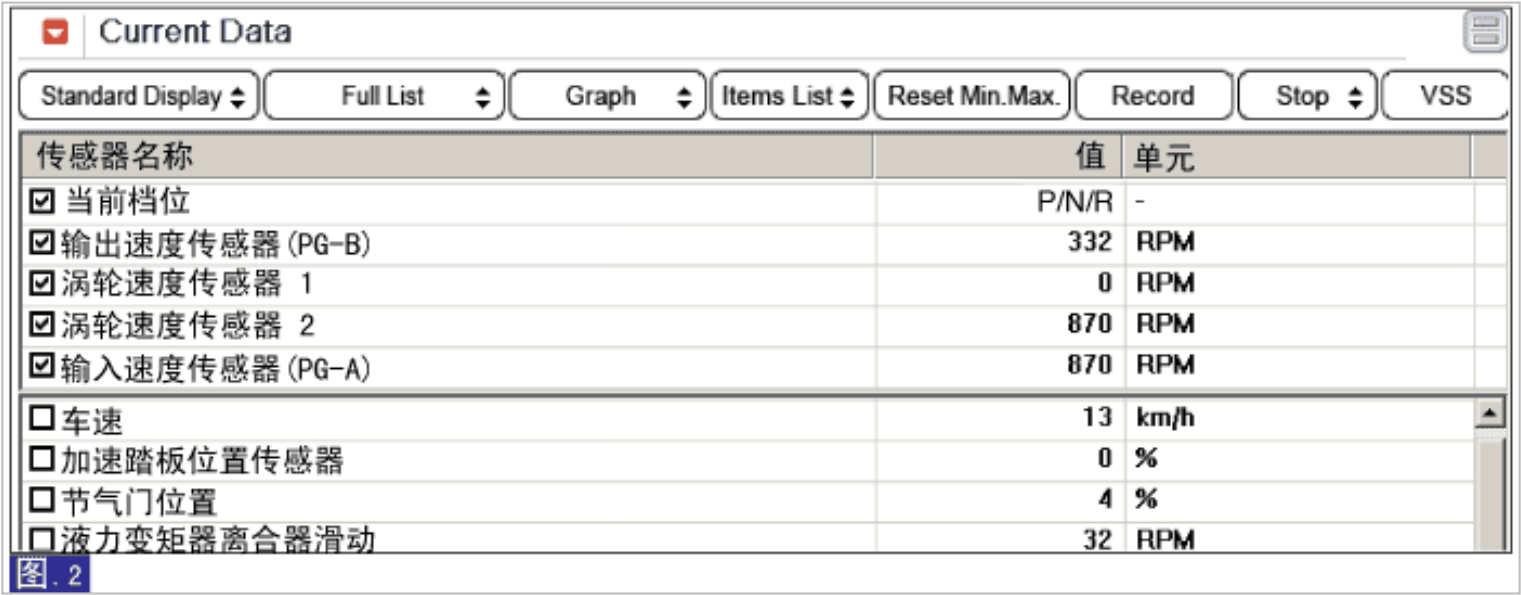 Current Data
Standard Display Full List Graph Items List Reset Min.Max. Record Stop VSS
传感器名称 值 单元
当前档位 P/N/R -
输出速度传感器(PG-B) 332 RPM
涡轮速度传感器 1 0 RPM
涡轮速度传感器 2 870 RPM
输入速度传感器(PG-A) 870 RPM
车速 13 km/h
加速踏板位置传感器 0 %
节气门位置 4 %
液力变矩器离合器滑动 32 RPM
图.2